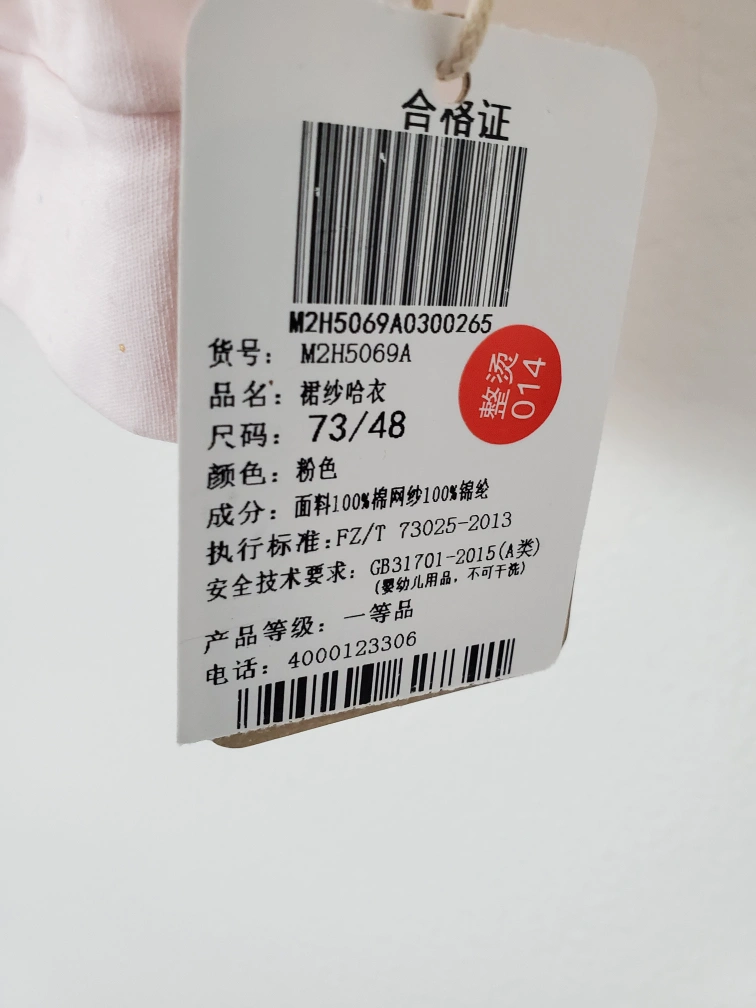 合格证
M2H5069A0300265
货号： M2H5069A
品名： 裙纱哈衣
尺码： 73/48
整烫
014
颜色：粉色
成分：面料100%棉网纱100%锦纶
执行标准：FZ/T 73025-2013
安全技术要求：GB31701-2015(A类)
(婴幼儿用品，不可干洗)
产品等级：一等品
电话：4000123306